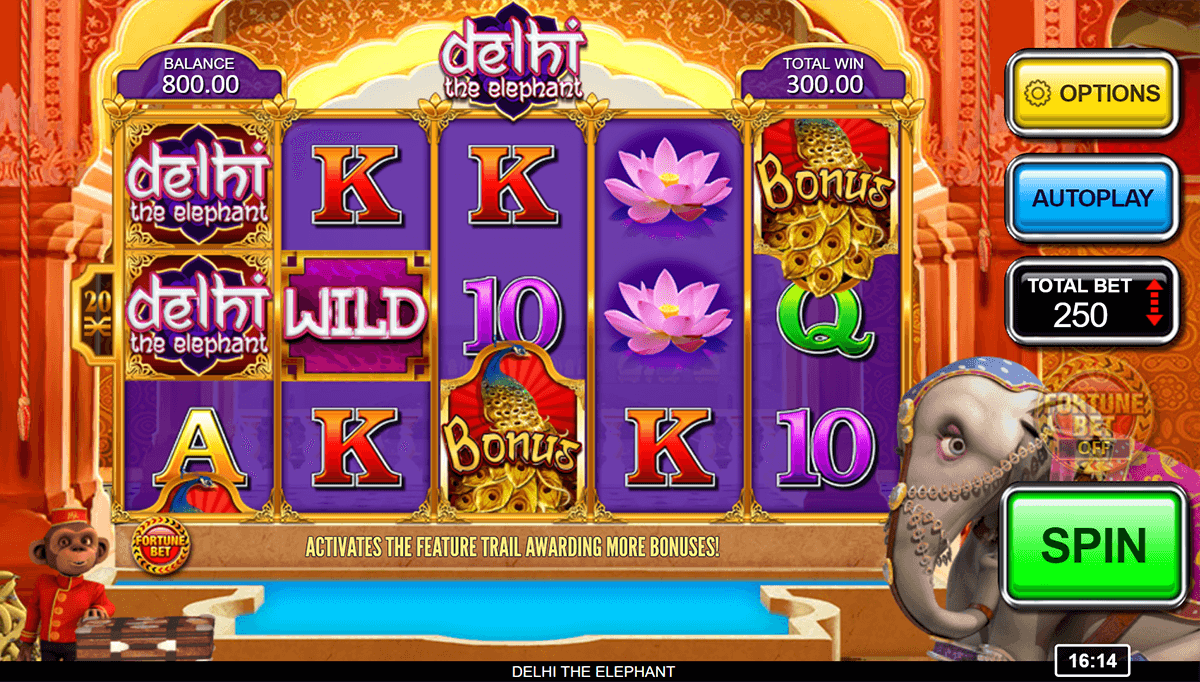 delhi
the elephant
BALANCE
800.00
TOTAL WIN
300.00
OPTIONS
AUTOPLAY
TOTAL BET
250
delhi
the elephant
K
K
Bonus
delhi
the elephant
WILD
10
Q
20
A
K
Bonus
K
10
FORTUNE
BET
OFF
SPIN
FORTUNE
BET
ACTIVATES THE FEATURE TRAIL AWARDING MORE BONUSES!
DELHI THE ELEPHANT
16:14